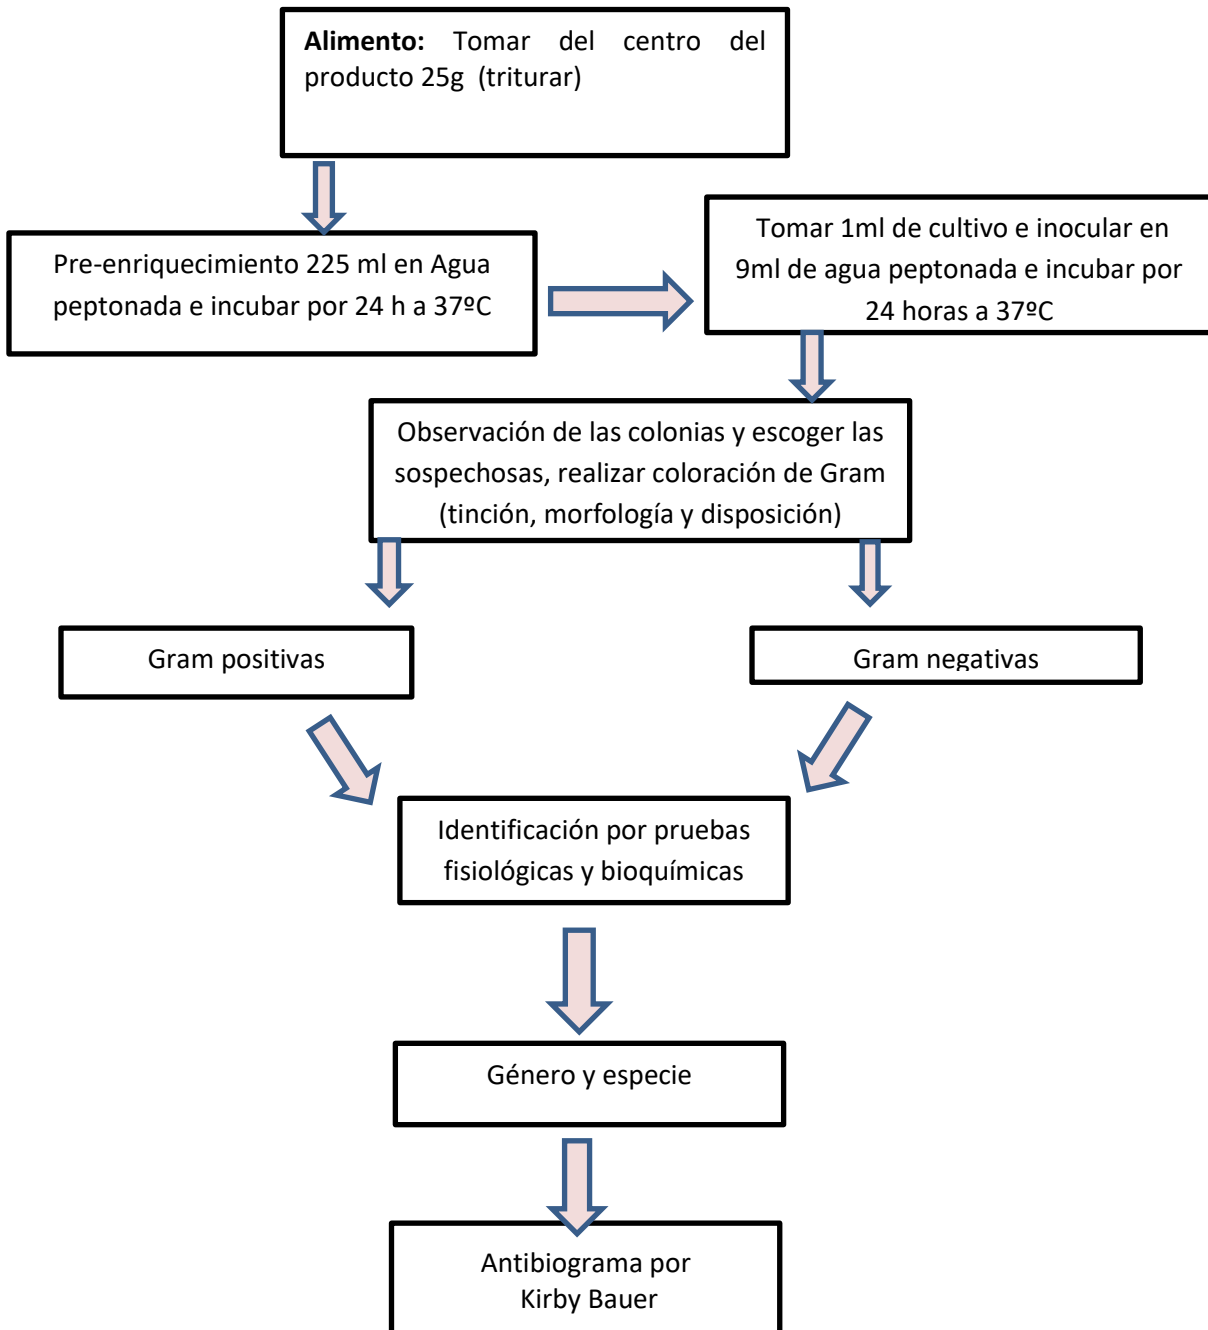 Alimento: Tomar del centro del
producto 25g (triturar)
Pre-enriquecimiento 225 ml en Agua
peptonada e incubar por 24 h a 37ºC
Tomar 1ml de cultivo e inocular en
9ml de agua peptonada e incubar por
24 horas a 37ºC
Observación de las colonias y escoger las
sospechosas, realizar coloración de Gram
(tinción, morfología y disposición)
Gram positivas
Gram negativas
Identificación por pruebas
fisiológicas y bioquímicas
Género y especie
Antibiograma por
Kirby Bauer